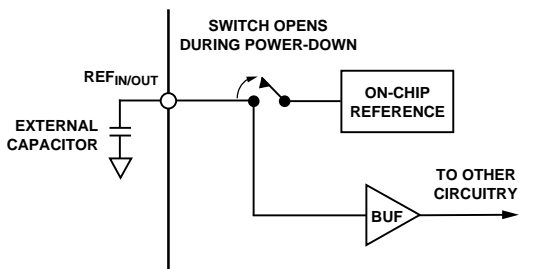 SWITCH OPENS
DURING POWER-DOWN
REFIN/OUT
EXTERNAL
CAPACITOR
ON-CHIP
REFERENCE
TO OTHER
CIRCUITRY
BUF